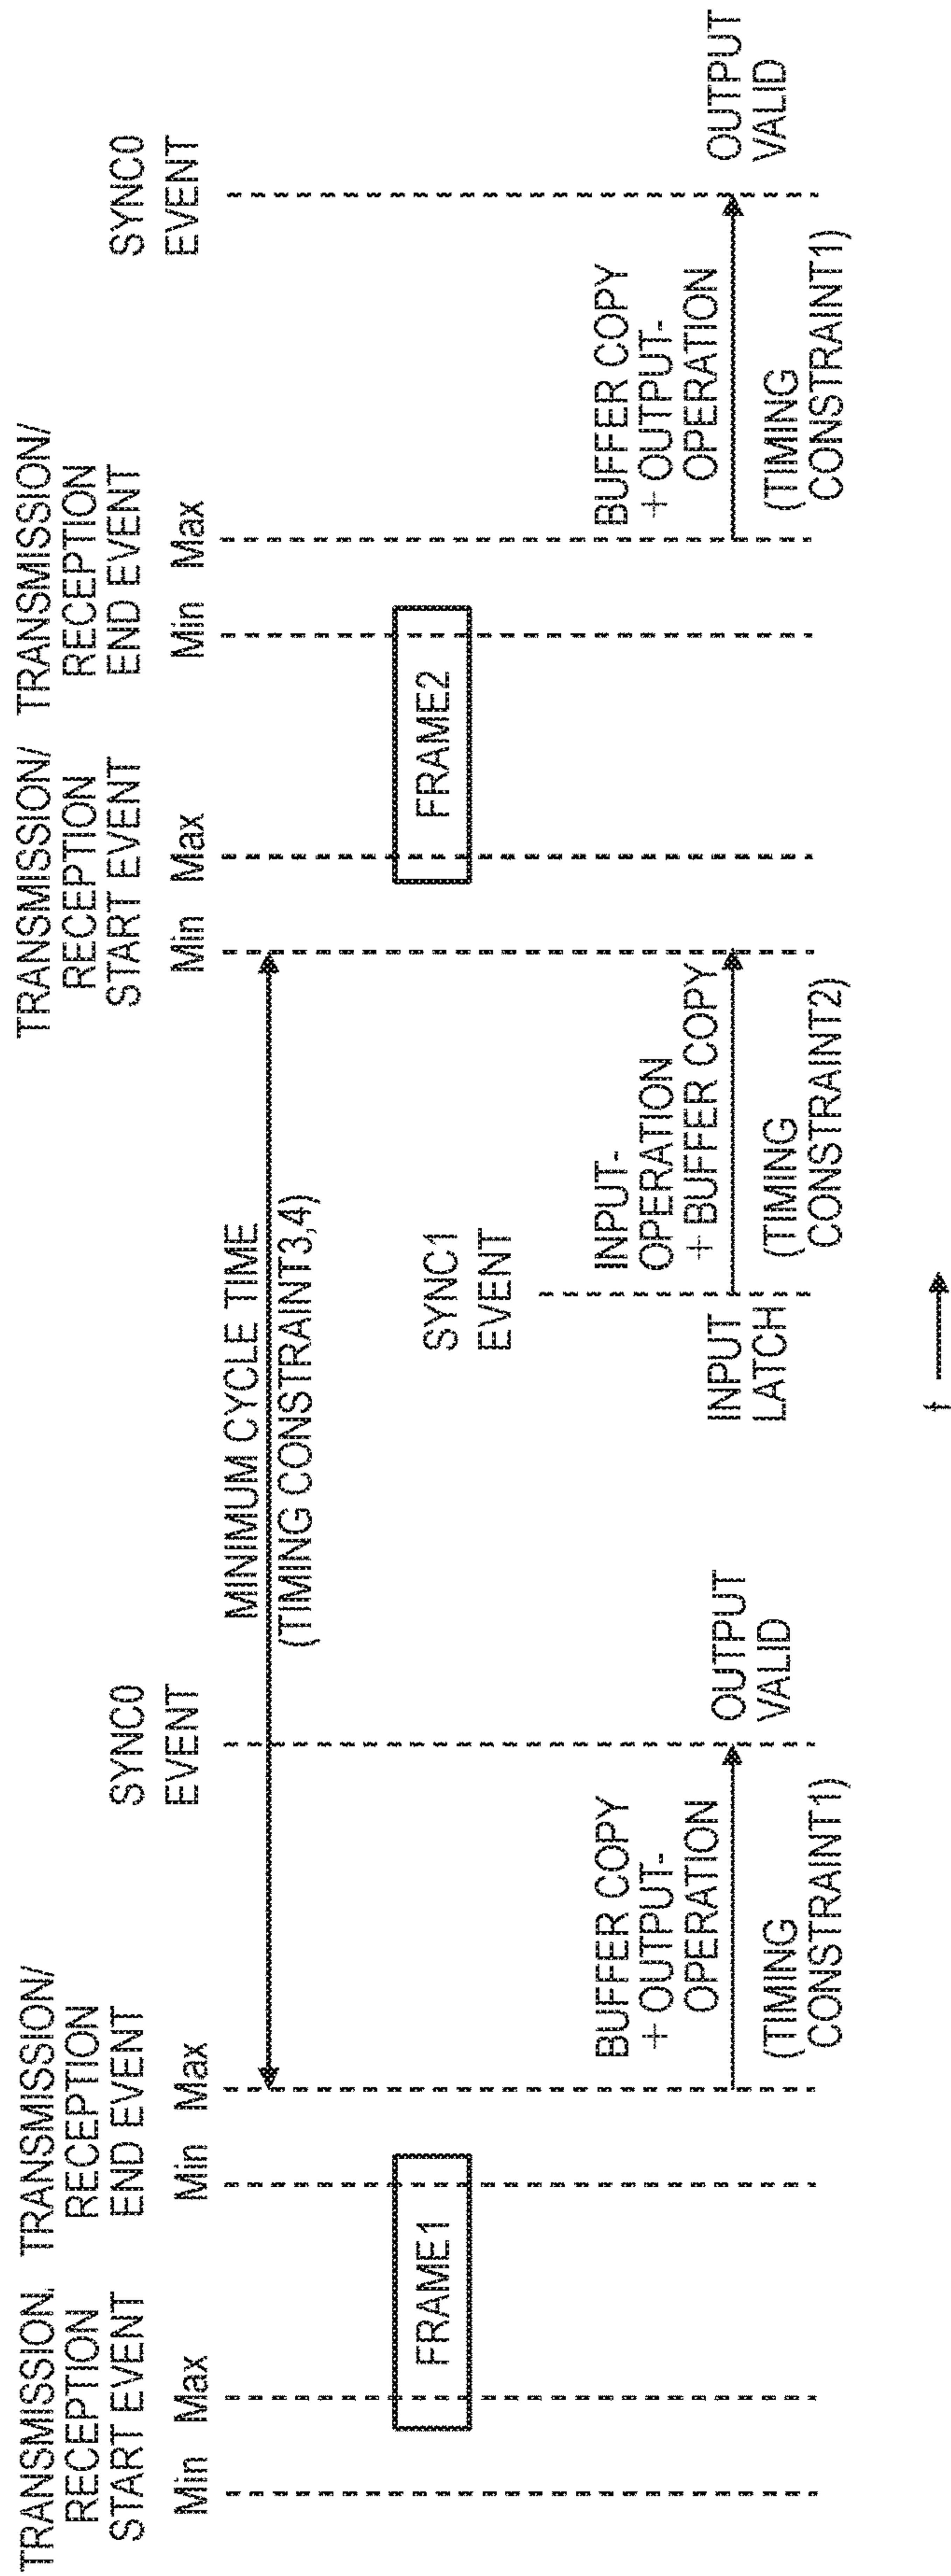 TRANSMISSION/
RECEPTION
START EVENT
Min Max
TRANSMISSION/
RECEPTION
END EVENT
Min Max
SYNC0
EVENT
TRANSMISSION/
RECEPTION
START EVENT
Min Max
TRANSMISSION/
RECEPTION
END EVENT
Min Max
SYNC0
EVENT
MINIMUM CYCLE TIME
(TIMING CONSTRAINT3,4)
FRAME1
SYNC1
EVENT
FRAME2
BUFFER COPY
+ OUTPUT-
OPERATION
(TIMING
CONSTRAINT1)
OUTPUT
VALID
INPUT
LATCH
INPUT-
OPERATION
+ BUFFER COPY
(TIMING
CONSTRAINT2)
BUFFER COPY
+ OUTPUT-
OPERATION
(TIMING
CONSTRAINT1)
OUTPUT
VALID
t